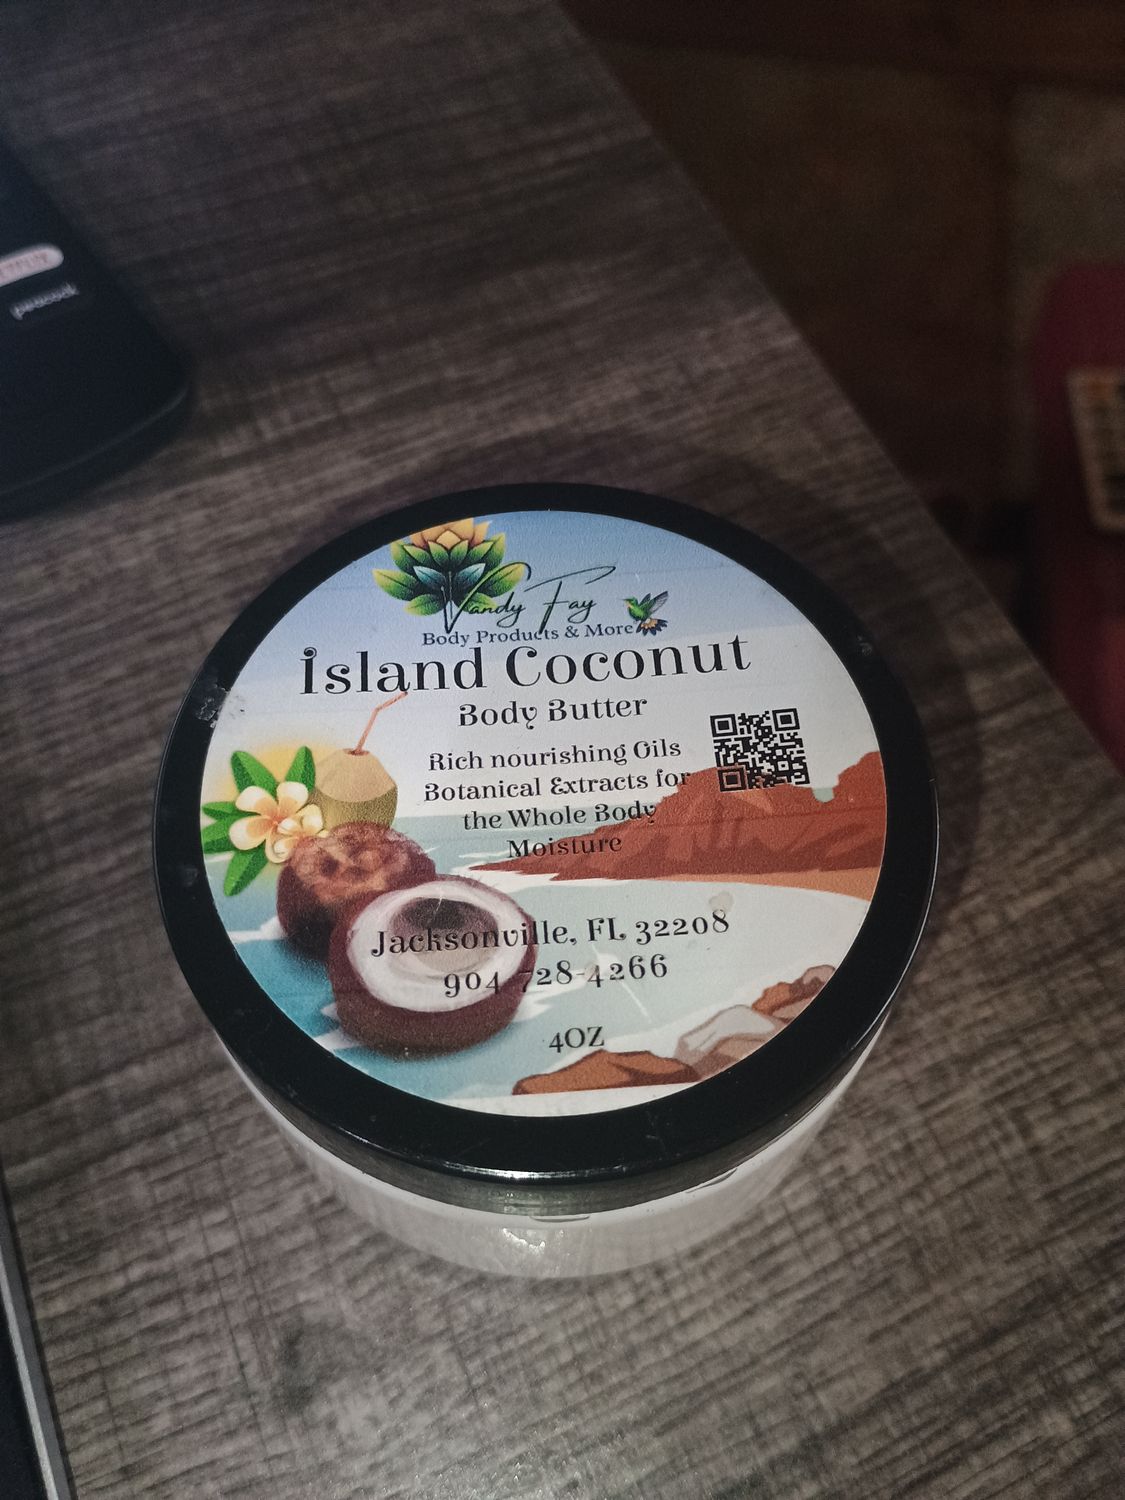 peacock
Vandy Fay
Body Products & More
Island Coconut
Body Butter
Rich nourishing Oils
Botanical Extracts for
the Whole Body
Moisture
Jacksonville, FL 32208
904 728-4266
4OZ